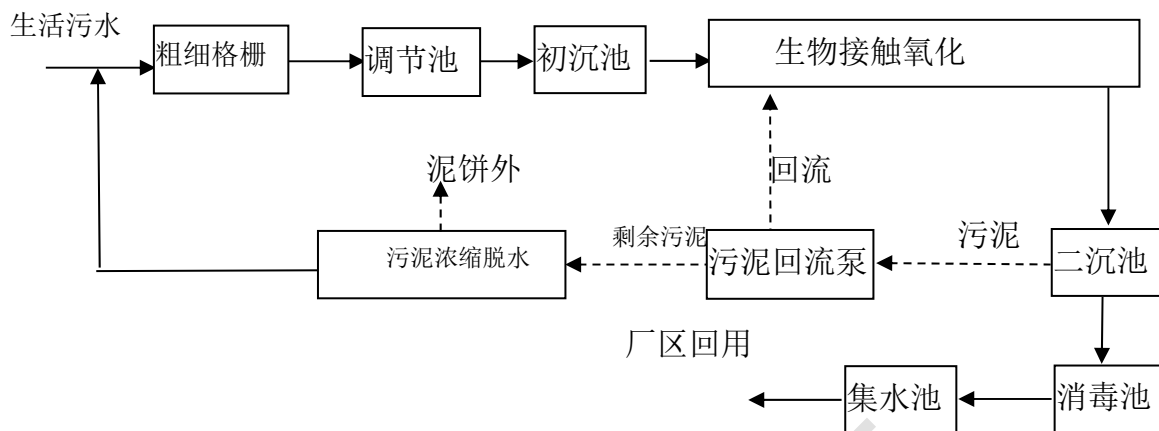 生活污水
粗细格栅
调节池
初沉池
生物接触氧化
泥饼外
回流
污泥浓缩脱水
剩余污泥
污泥回流泵
污泥
二沉池
厂区回用
集水池
消毒池